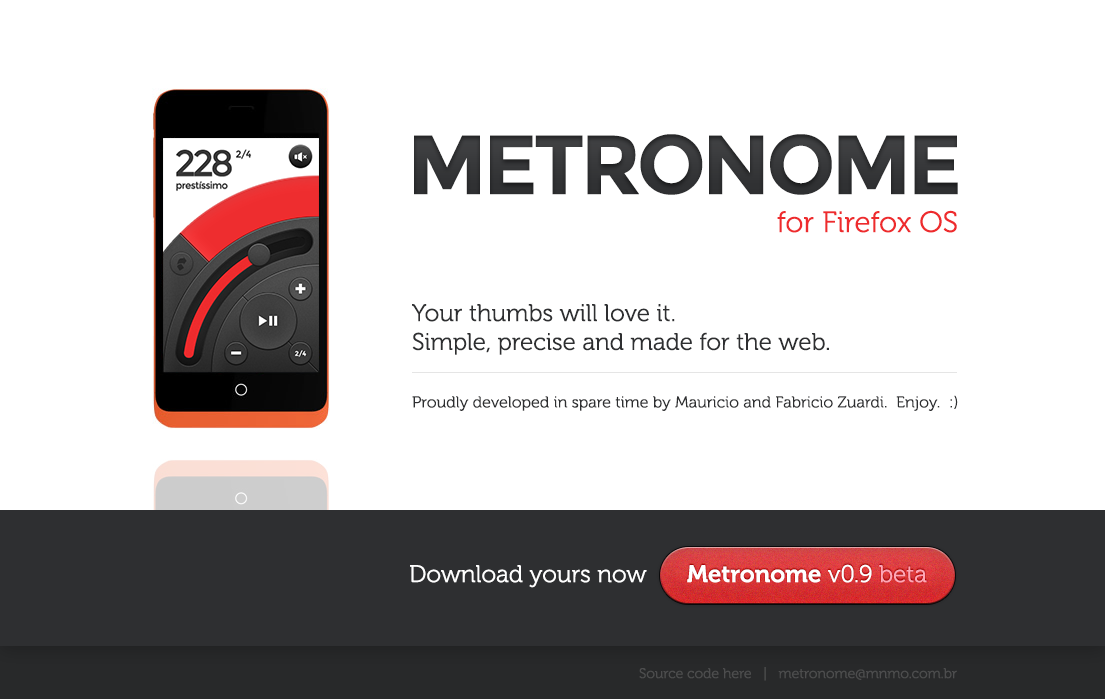 228 2/4
prestíssimo
2/4
METRONOME
for Firefox OS
Your thumbs will love it.
Simple, precise and made for the web.
Proudly developed in spare time by Mauricio and Fabricio Zuardi. Enjoy. :)
Download yours now Metronome v0.9 beta
Source code here | metronome@mnmo.com.br